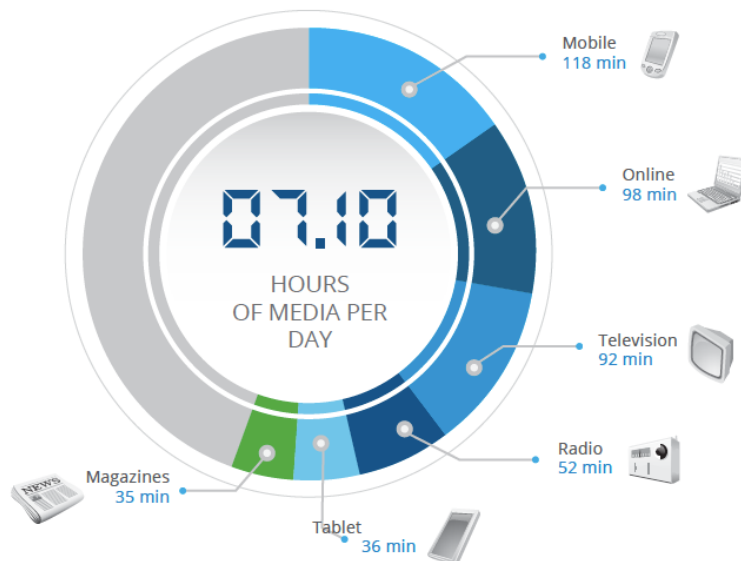 Mobile
118 min
Online
98 min
07.10
HOURS
OF MEDIA PER
DAY
Television
92 min
Radio
52 min
NEWS
Magazines
35 min
Tablet
36 min